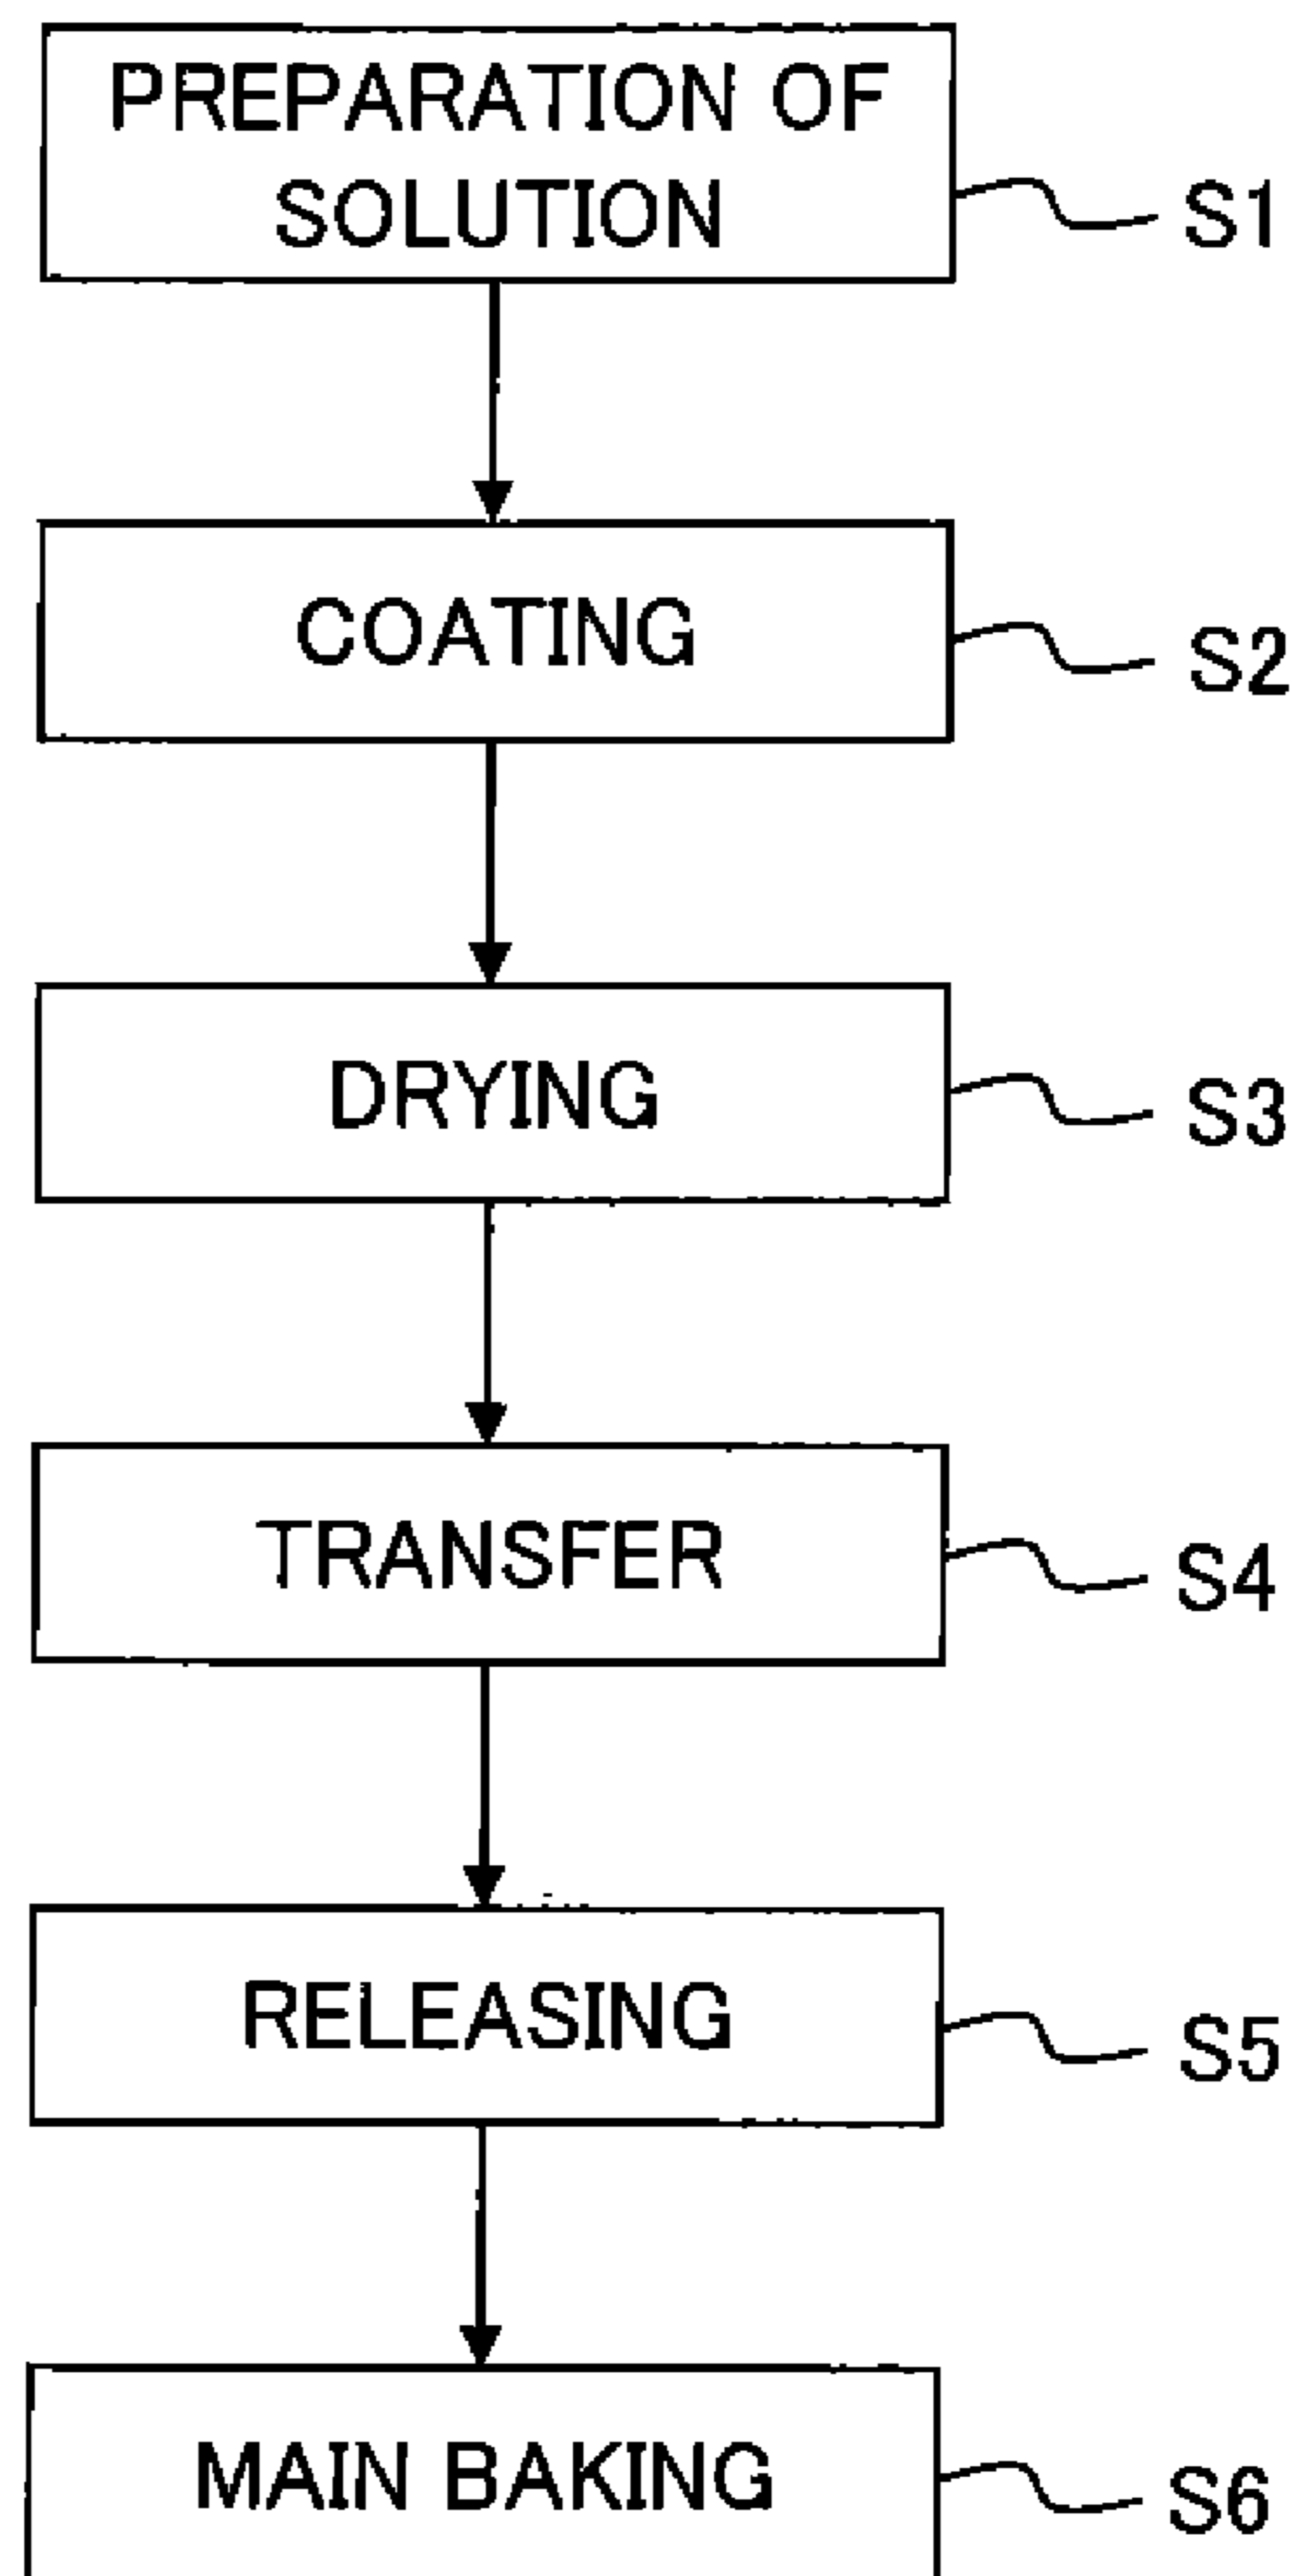 PREPARATION OF
SOLUTION
S1
COATING
S2
DRYING
S3
TRANSFER
S4
RELEASING
S5
MAIN BAKING
S6